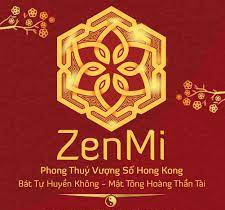 ZenMi
Phong Thuỷ Vượng Số Hong Kong
Bát Tự Huyền Không - Mật Tông Hoàng Thần Tài